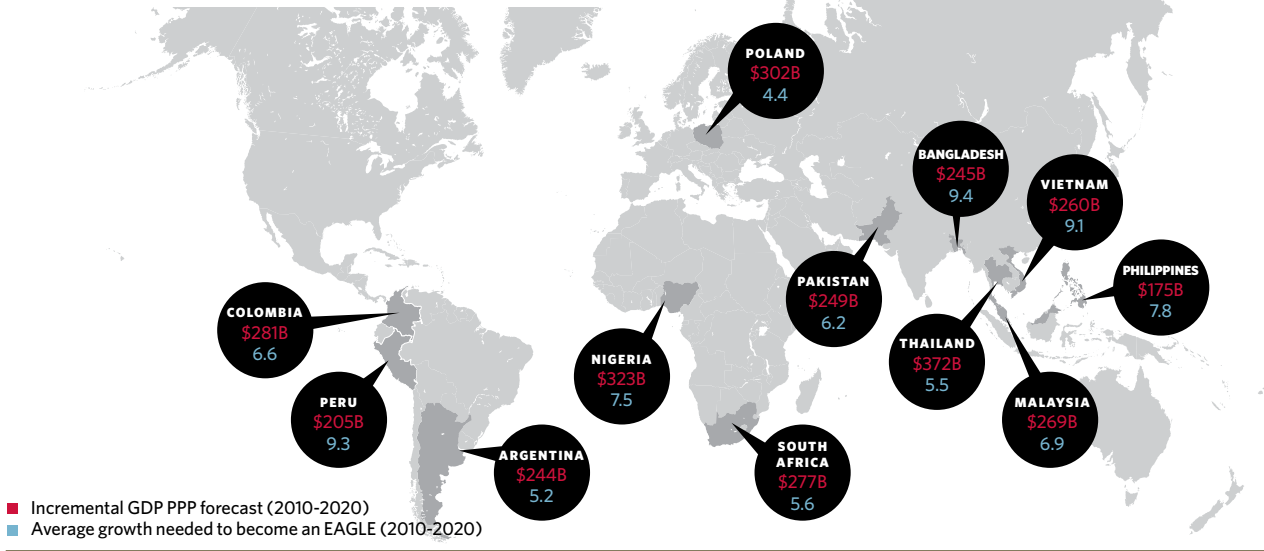 POLAND
$302B
4.4
BANGLADESH
$245B
9.4
VIETNAM
$260B
9.1
PHILIPPINES
$175B
7.8
PAKISTAN
$249B
6.2
COLOMBIA
$281B
6.6
THAILAND
$372B
5.5
NIGERIA
$323B
7.5
PERU
$205B
9.3
MALAYSIA
$269B
6.9
ARGENTINA
$244B
5.2
SOUTH
AFRICA
$277B
5.6
Incremental GDP PPP forecast (2010-2020)
Average growth needed to become an EAGLE (2010-2020)